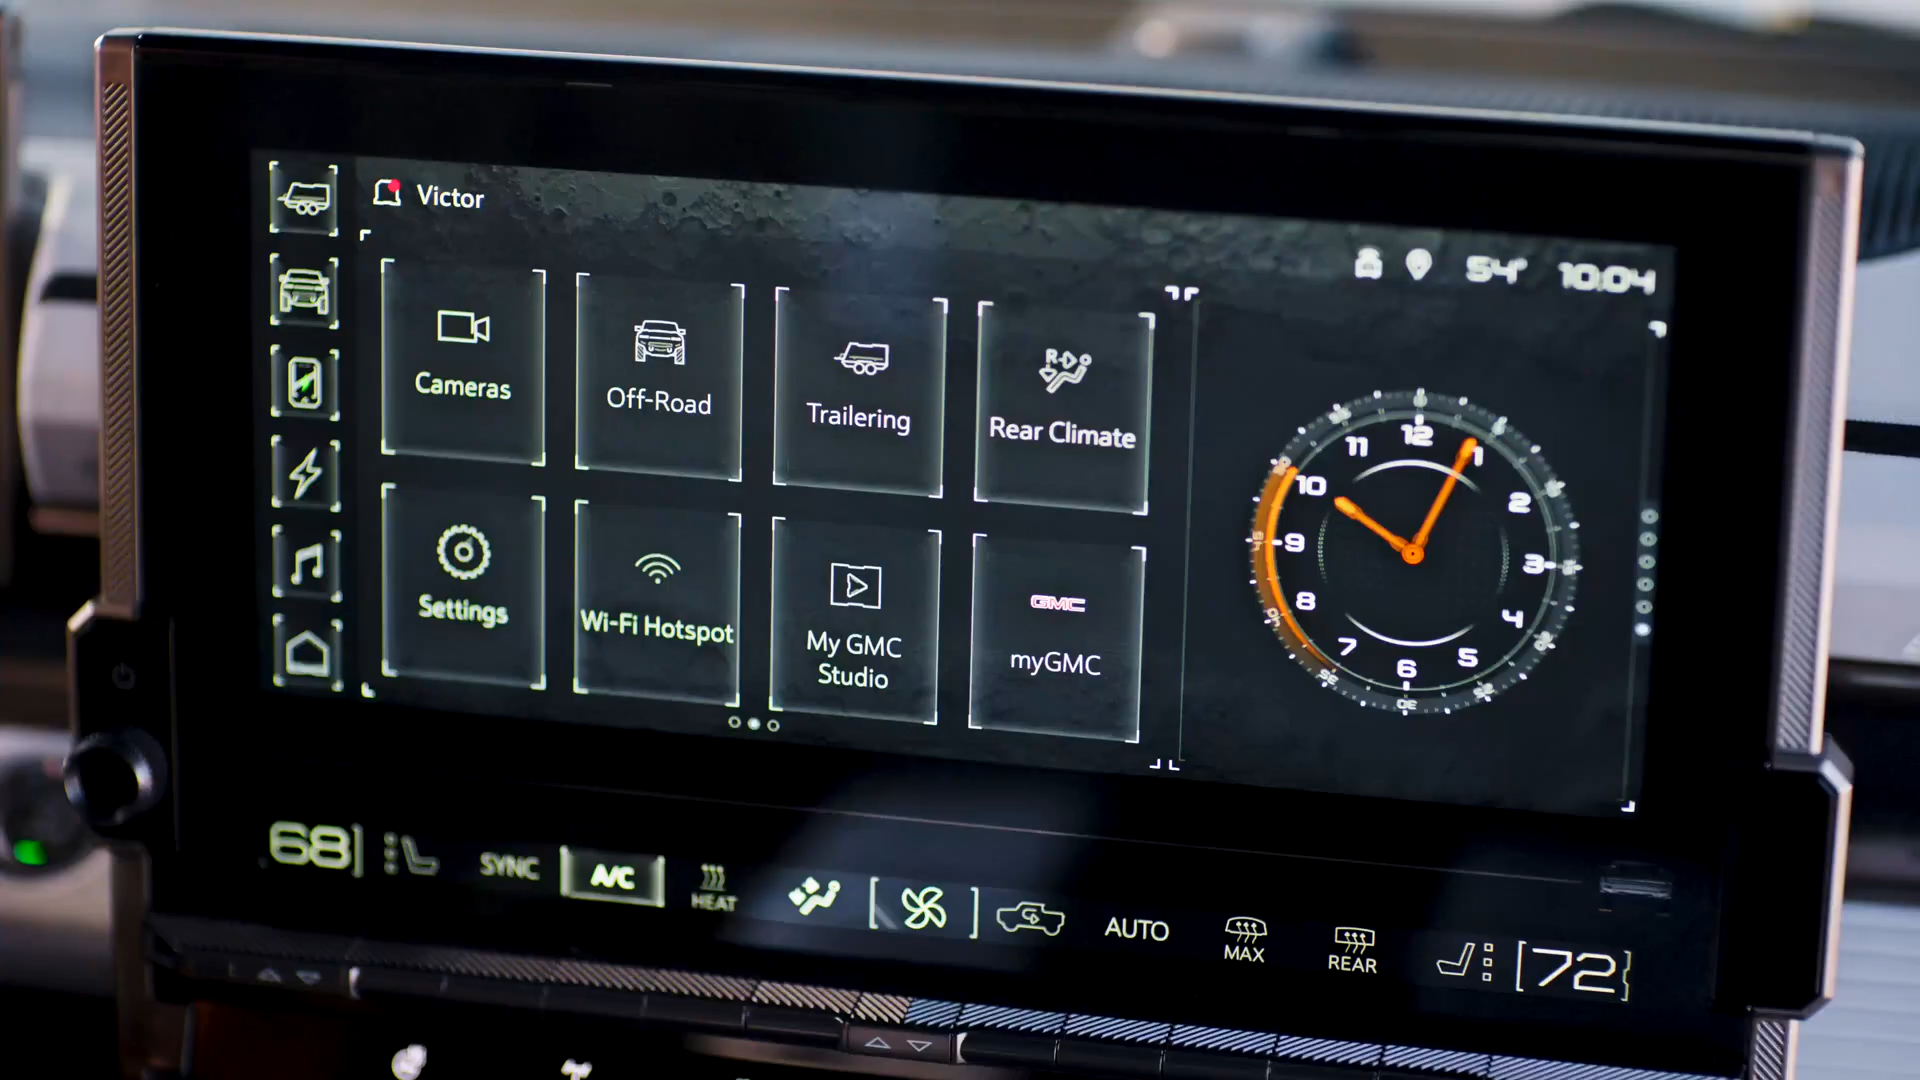 Victor
54° 10:04
Cameras
Off-Road
Trailering
R
Rear Climate
Settings
Wi-Fi Hotspot
My GMC
Studio
GMC
myGMC
12
1
2
3
4
5
6
7
8
9
10
11
30
35
68
SYNC
A/C
HEAT
AUTO
MAX
REAR
72